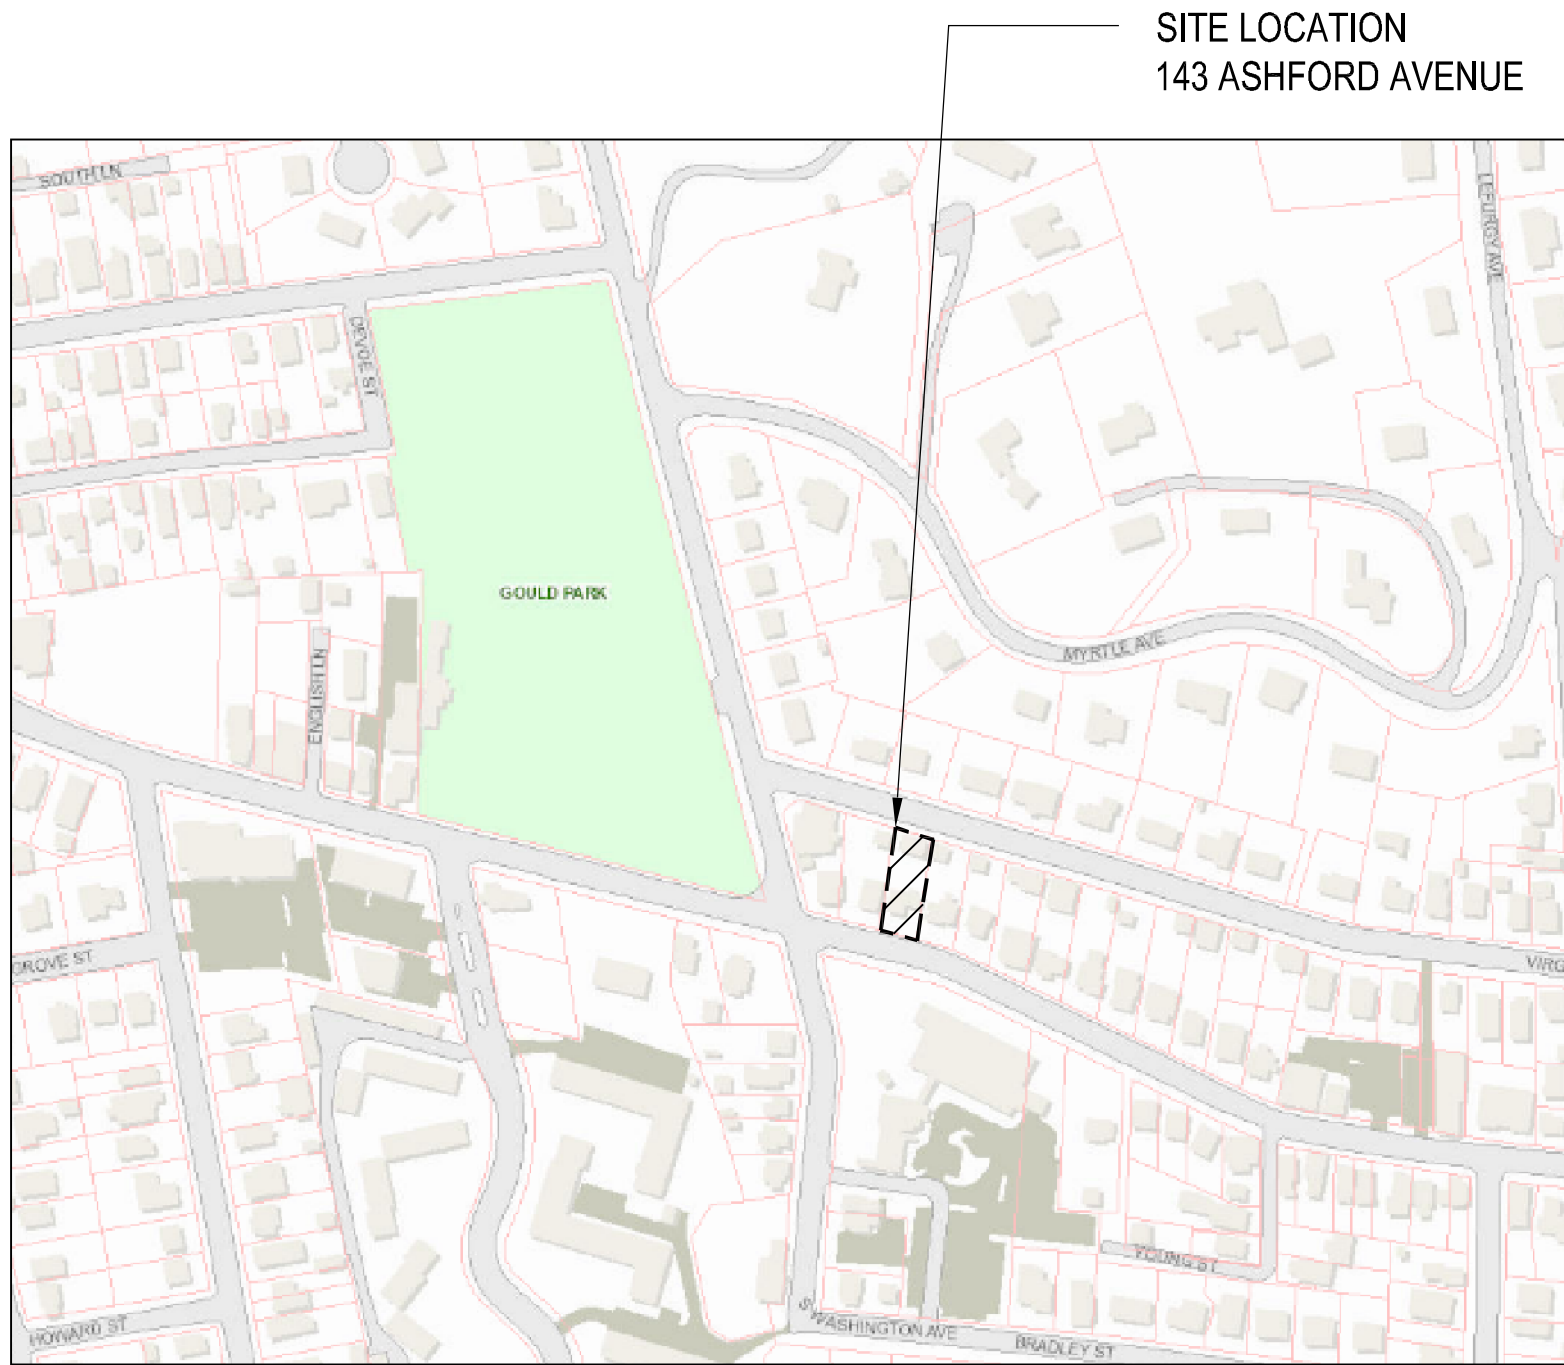 SITE LOCATION
143 ASHFORD AVENUE
SOUTH LN
LEFURGY AVE
DEVOE ST
GOULD PARK
MYRTLE AVE
ENGLISH LN
GROVE ST
VIRG
YOUNG ST
HOWARD ST
S WASHINGTON AVE
BRADLEY ST